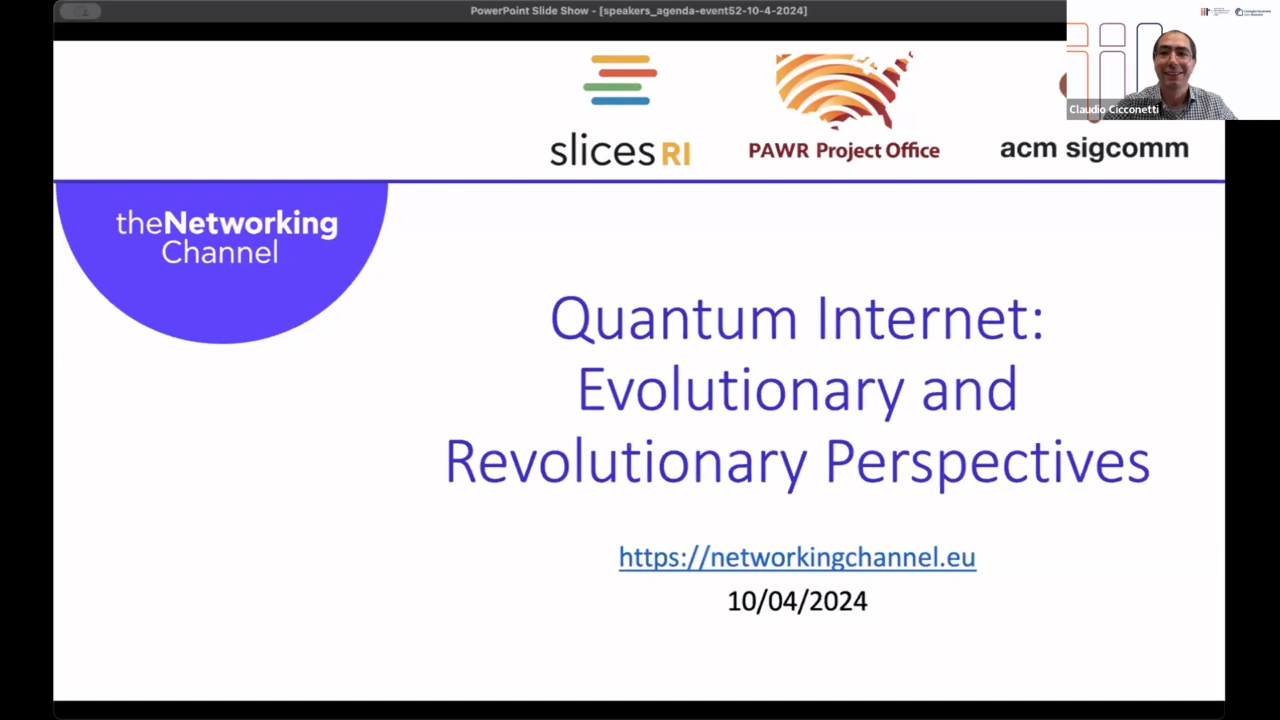 PowerPoint Slide Show - [speakers_agenda-event52-10-4-2024]
Claudio Cicconetti
slices RI
PAWR Project Office
acm sigcomm
theNetworking
Channel
Quantum Internet:
Evolutionary and
Revolutionary Perspectives
https://networkingchannel.eu
10/04/2024